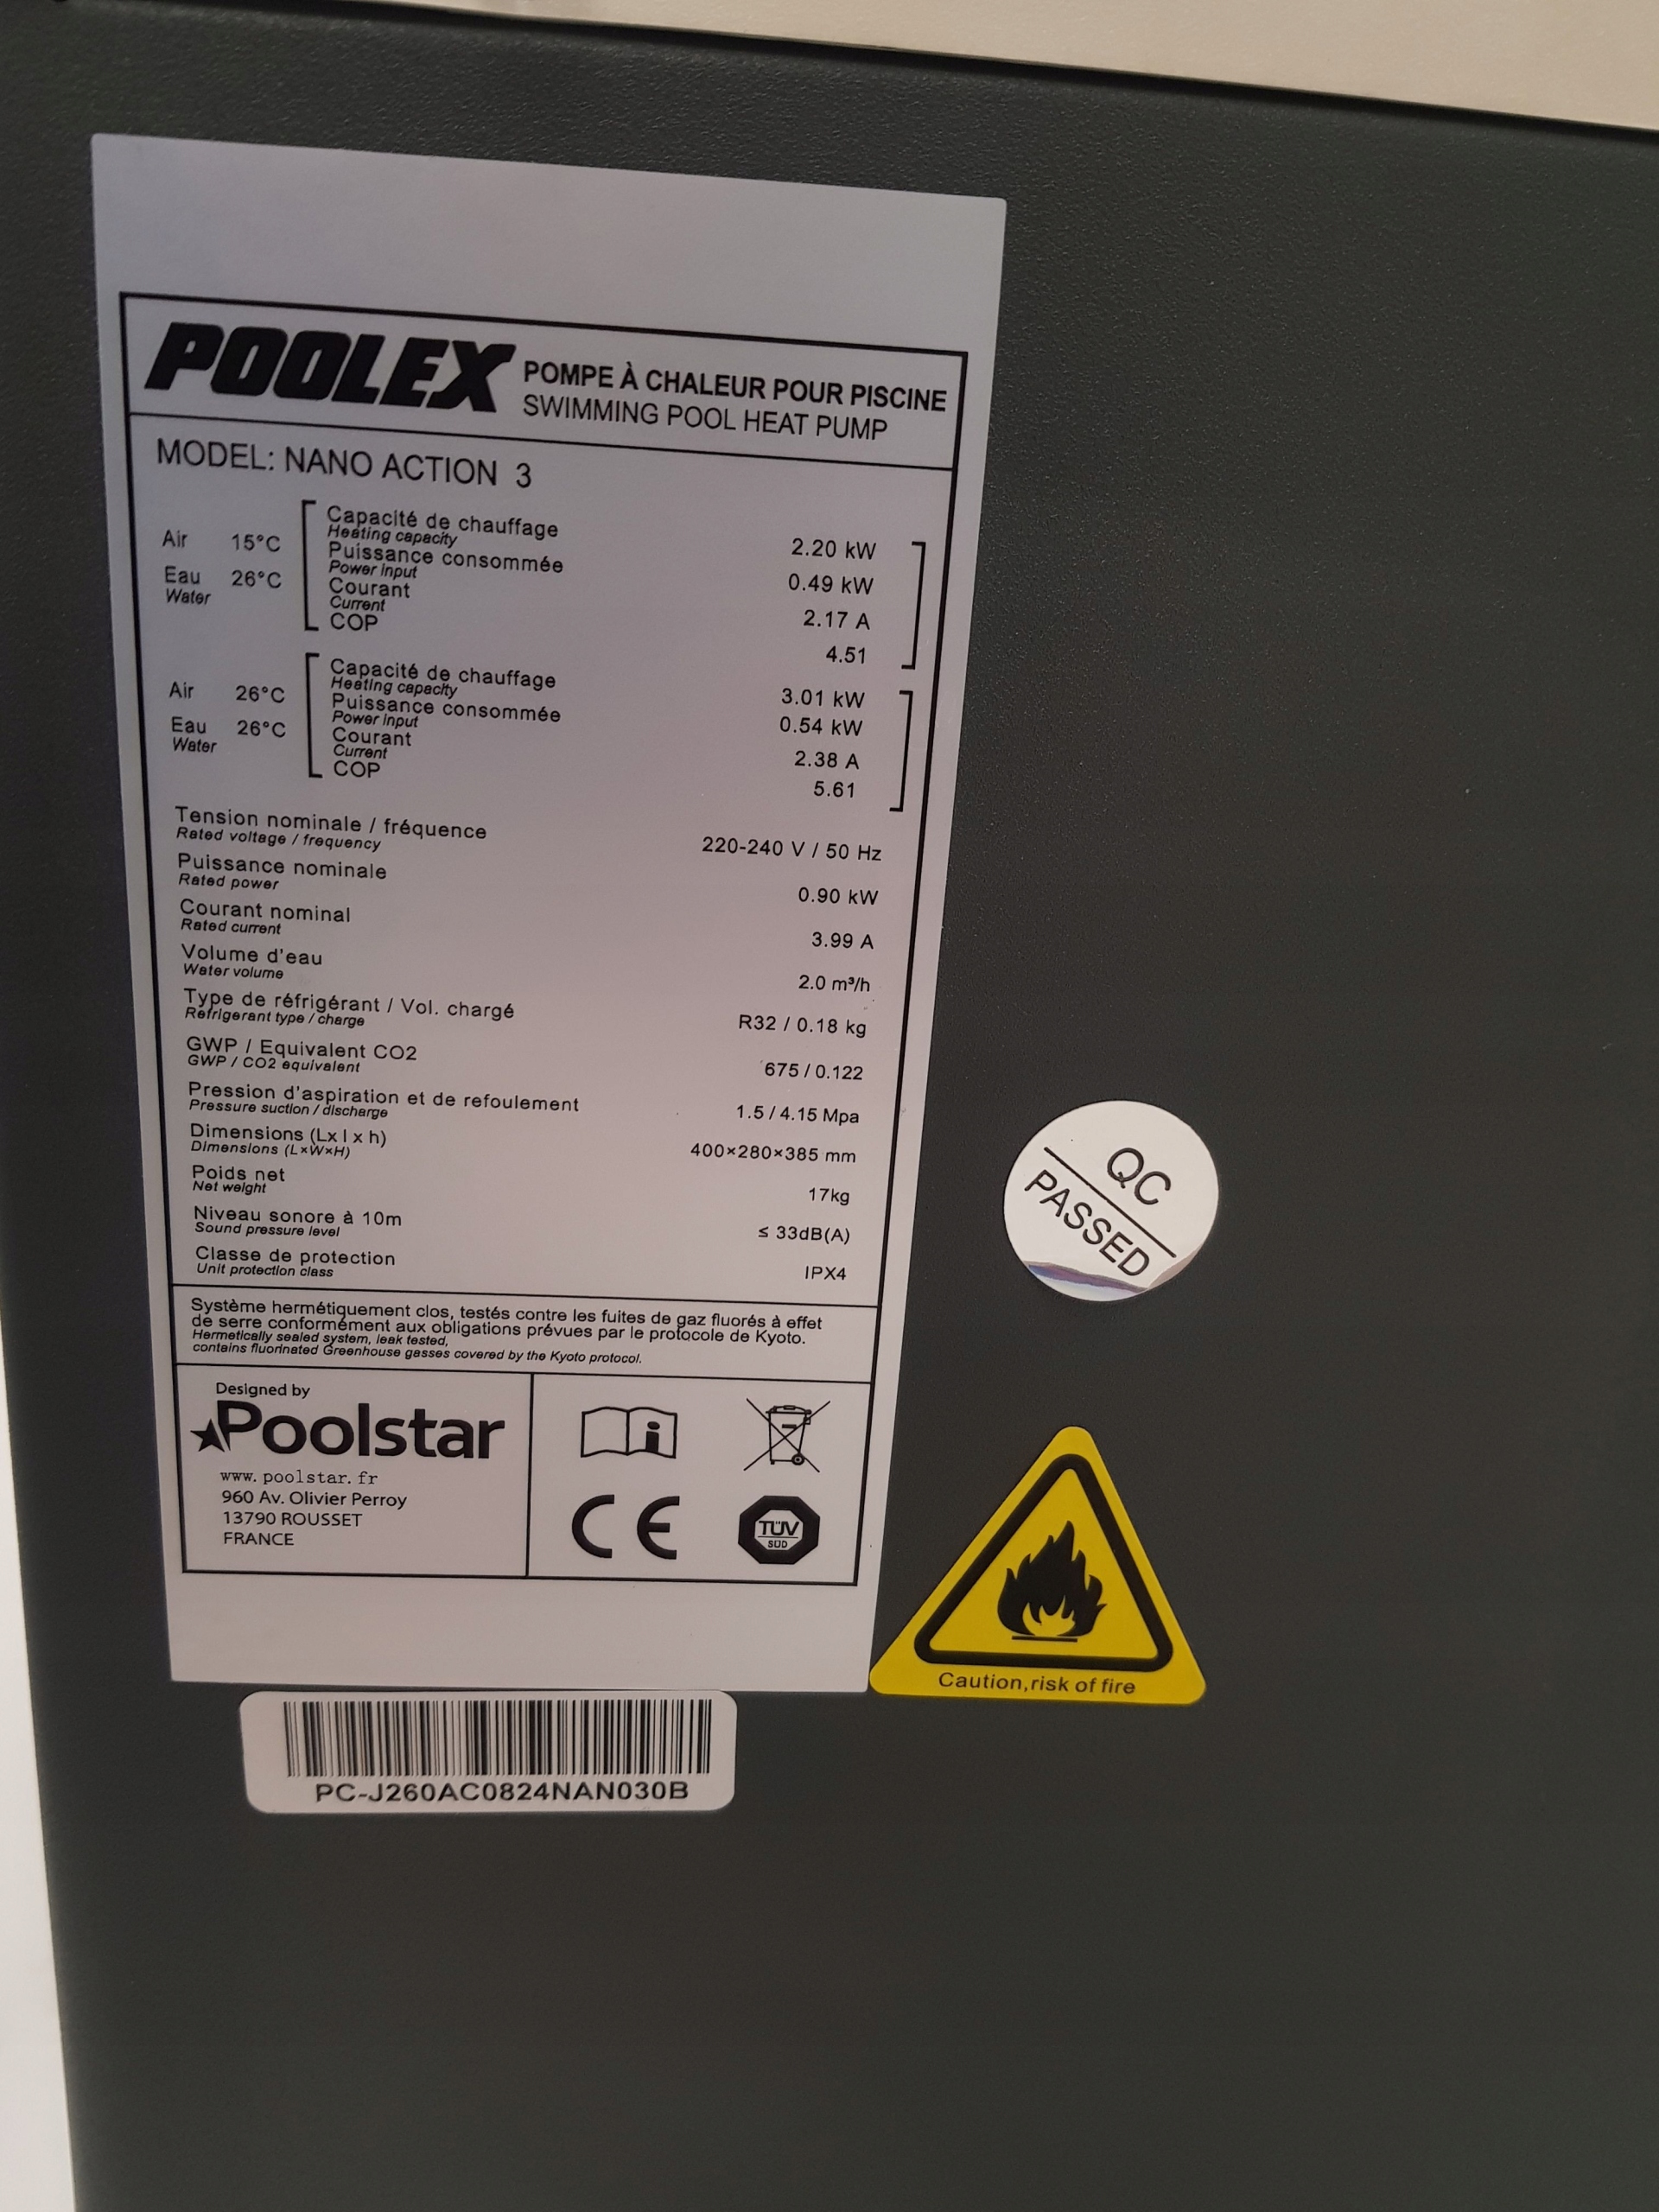 POOLEX POMPE À CHALEUR POUR PISCINE
SWIMMING POOL HEAT PUMP
MODEL: NANO ACTION 3
Air 15°C
Eau 26°C
Water
Capacité de chauffage 2.20 kW
Heating capacity
Puissance consommée 0.49 kW
Power input
Courant 2.17 A
Current
COP 4.51
Air 26°C
Eau 26°C
Water
Capacité de chauffage 3.01 kW
Heating capacity
Puissance consommée 0.54 kW
Power input
Courant 2.38 A
Current
COP 5.61
Tension nominale / fréquence 220-240 V / 50 Hz
Rated voltage / frequency
Puissance nominale 0.90 kW
Rated power
Courant nominal 3.99 A
Rated current
Volume d'eau 2.0 m³/h
Water volume
Type de réfrigérant / Vol. chargé R32 / 0.18 kg
Refrigerant type / charge
GWP / Equivalent CO2 675 / 0.122
GWP / CO2 equivalent
Pression d'aspiration et de refoulement 1.5 / 4.15 Mpa
Pressure suction / discharge
Dimensions (Lx l x h) 400×280×385 mm
Dimensions (L×W×H)
Poids net 17kg
Net weight
Niveau sonore à 10m ≤ 33dB(A)
Sound pressure level
Classe de protection IPX4
Unit protection class
Système hermétiquement clos, testés contre les fuites de gaz fluorés à effet
de serre conformément aux obligations prévues par le protocole de Kyoto.
Hermetically sealed system, leak tested,
contains fluorinated Greenhouse gasses covered by the Kyoto protocol.
Designed by
Poolstar
www.poolstar.fr
960 Av. Olivier Perroy
13790 ROUSSET
FRANCE
i
CE
TÜV
SÜD
QC
PASSED
Caution,risk of fire
PC-J260AC0824NAN030B